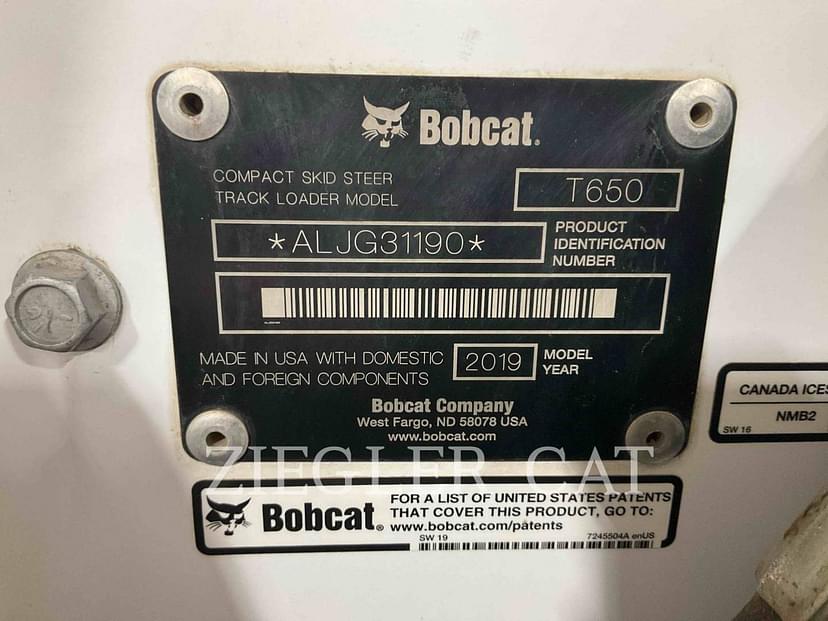 Bobcat.
COMPACT SKID STEER
TRACK LOADER MODEL
T650
*ALJG31190*
PRODUCT
IDENTIFICATION
NUMBER
MADE IN USA WITH DOMESTIC
AND FOREIGN COMPONENTS
2019
MODEL
YEAR
Bobcat Company
West Fargo, ND 58078 USA
www.bobcat.com
CANADA ICES
NMB2
SW 16
ZIEGLER CAT
Bobcat®
FOR A LIST OF UNITED STATES PATENTS
THAT COVER THIS PRODUCT, GO TO:
www.bobcat.com/patents
SW 19
7245504A enUS